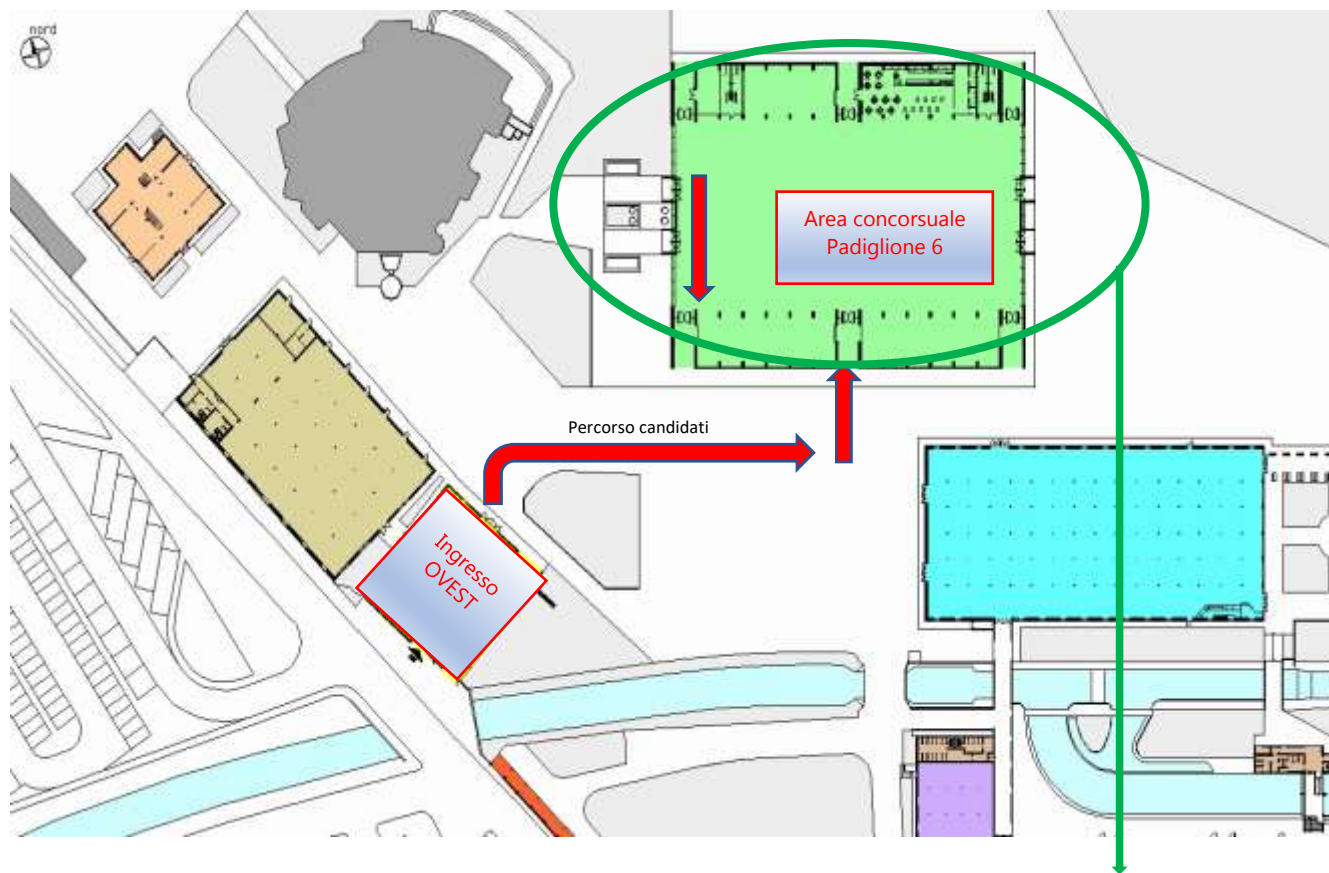 nord
Area concorsuale
Padiglione 6
Percorso candidati
Ingresso
OVEST